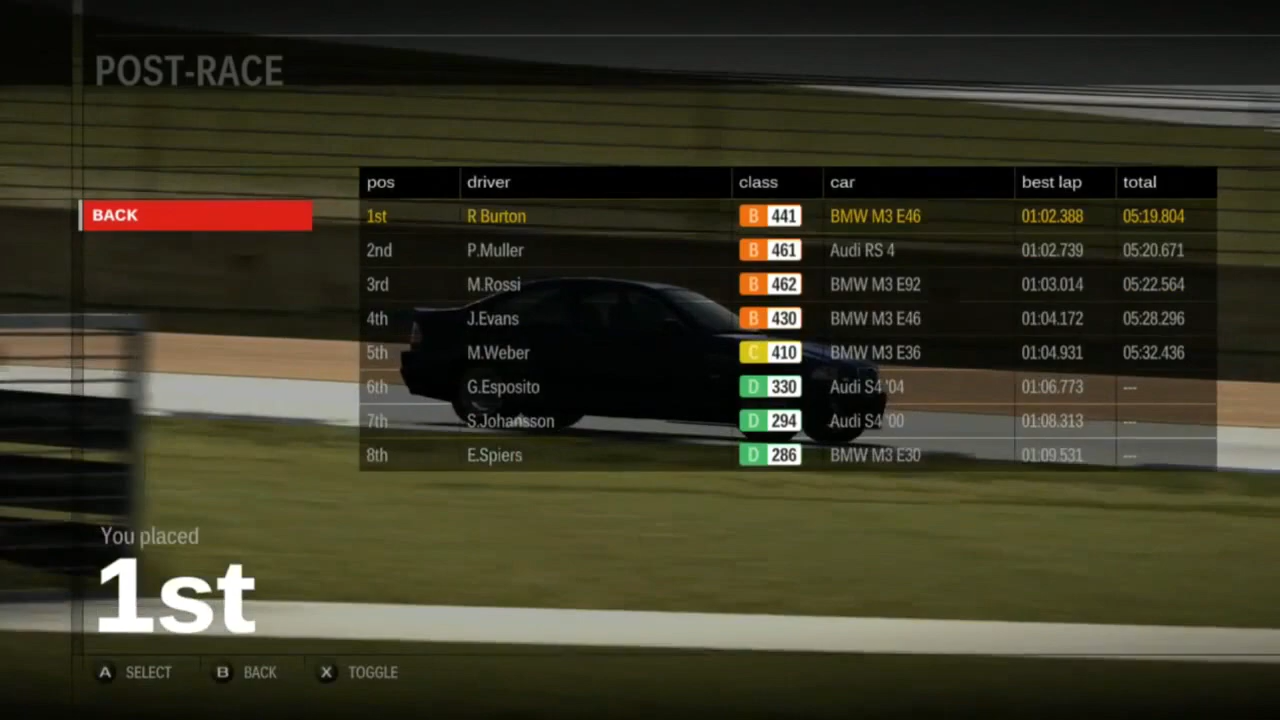 POST-RACE
pos driver class car best lap total
BACK
1st R Burton B 441 BMW M3 E46 01:02.388 05:19.804
2nd P.Muller B 461 Audi RS 4 01:02.739 05:20.671
3rd M.Rossi B 462 BMW M3 E92 01:03.014 05:22.564
4th J.Evans B 430 BMW M3 E46 01:04.172 05:28.296
5th M.Weber C 410 BMW M3 E36 01:04.931 05:32.436
6th G.Esposito D 330 Audi S4 '04 01:06.773 ---
7th S.Johansson D 294 Audi S4 '00 01:08.313 ---
8th E.Spiers D 286 BMW M3 E30 01:09.531 ---
You placed
1st
A SELECT B BACK X TOGGLE